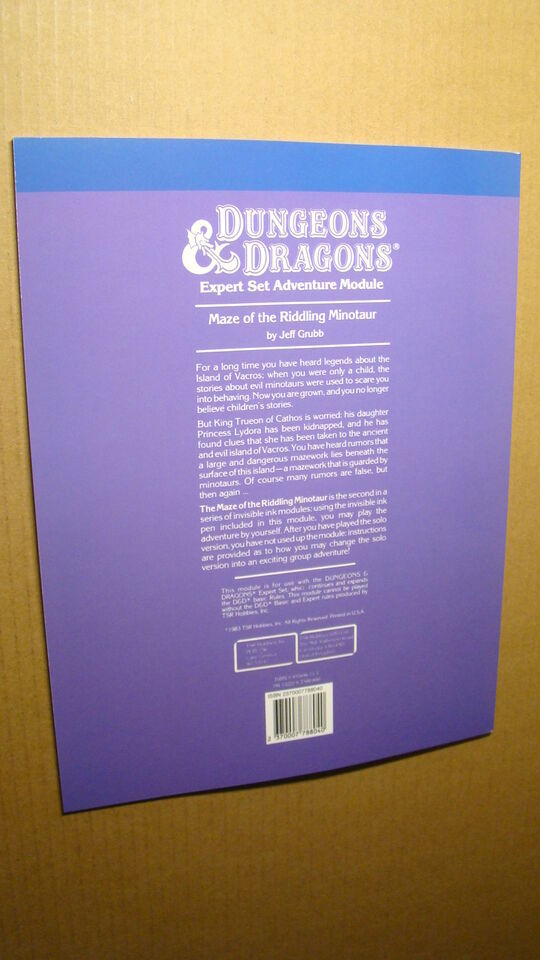 DUNGEONS
& DRAGONS®
Expert Set Adventure Module
Maze of the Riddling Minotaur
by Jeff Grubb
For a long time you have heard legends about the
Island of Vacros; when you were only a child, the
stories about evil minotaurs were used to scare you
into behaving. Now you are grown, and you no longer
believe children's stories.
But King Trueon of Cathos is worried: his daughter
Princess Lydora has been kidnapped, and he has
found clues that she has been taken to the ancient
and evil island of Vacros. You have heard rumors that
a large and dangerous mazework lies beneath the
surface of this island—a mazework that is guarded by
minotaurs. Of course many rumors are false, but
then again ...
The Maze of the Riddling Minotaur is the second in a
series of invisible ink modules: using the invisible ink
pen included in this module, you may play the
adventure by yourself. After you have played the solo
version, you have not used up the module: instructions
are provided as to how you may change the solo
version into an exciting group adventure!
This module is for use with the DUNGEONS &
DRAGONS® Expert Set, which continues and expands
the D&D® Basic Rules. This module cannot be played
without the D&D® Basic and Expert rules produced by
TSR Hobbies, Inc.
©1983 TSR Hobbies, Inc. All Rights Reserved. Printed in U.S.A.
TSR Hobbies, Inc.
ISBN 2370007788040
2 370007 788040